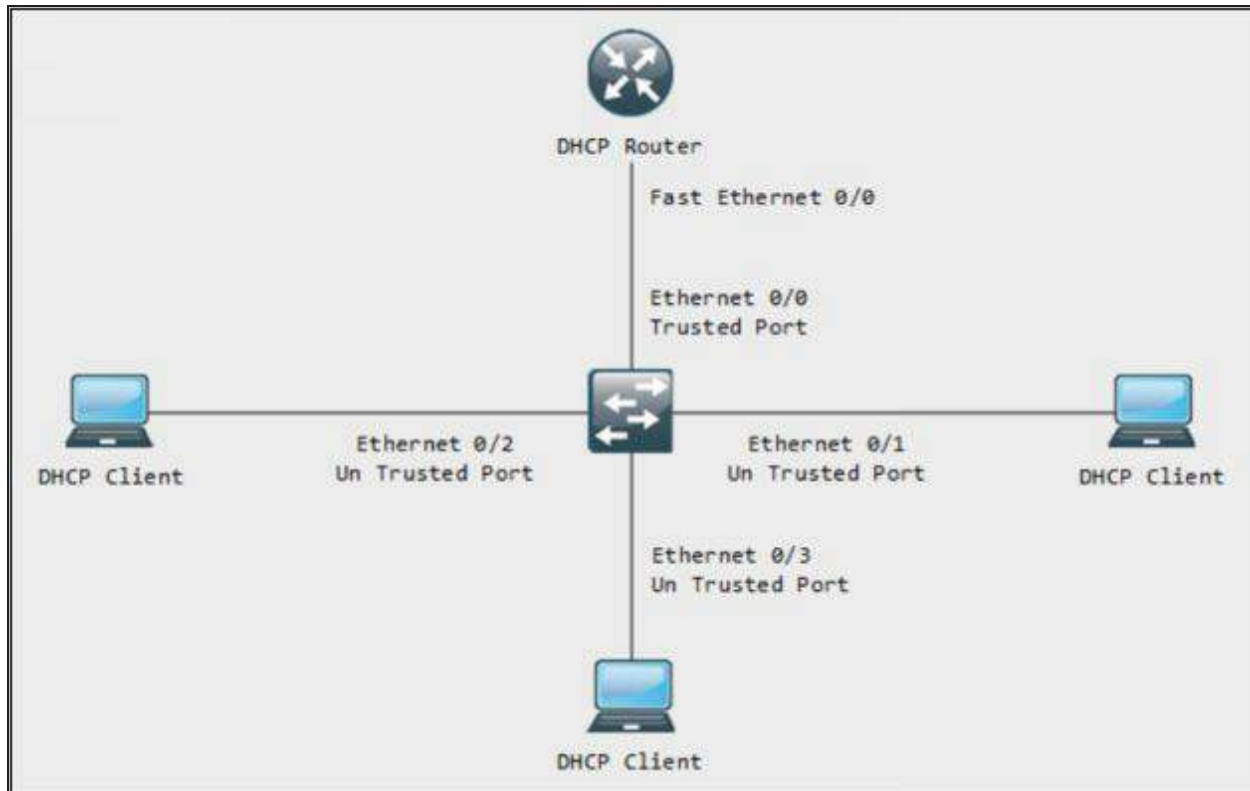 DHCP Router
Fast Ethernet 0/0
Ethernet 0/0
Trusted Port
Ethernet 0/2
Un Trusted Port
DHCP Client
Ethernet 0/1
Un Trusted Port
DHCP Client
Ethernet 0/3
Un Trusted Port
DHCP Client